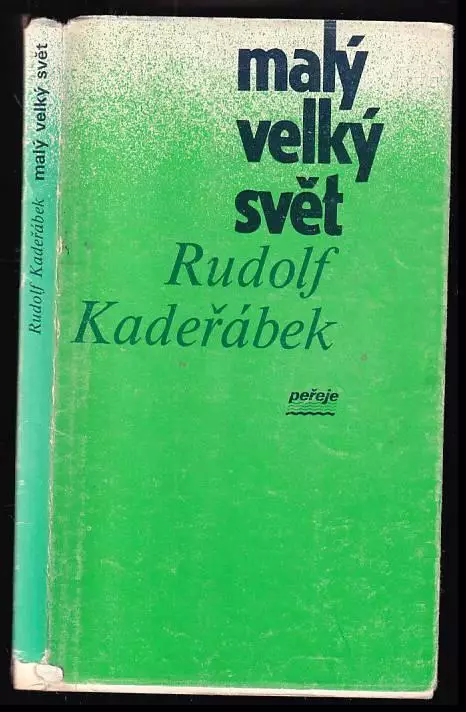 Rudolf Kadeřábek malý velký svět
malý
velký
svět
Rudolf
Kadeřábek
peřeje